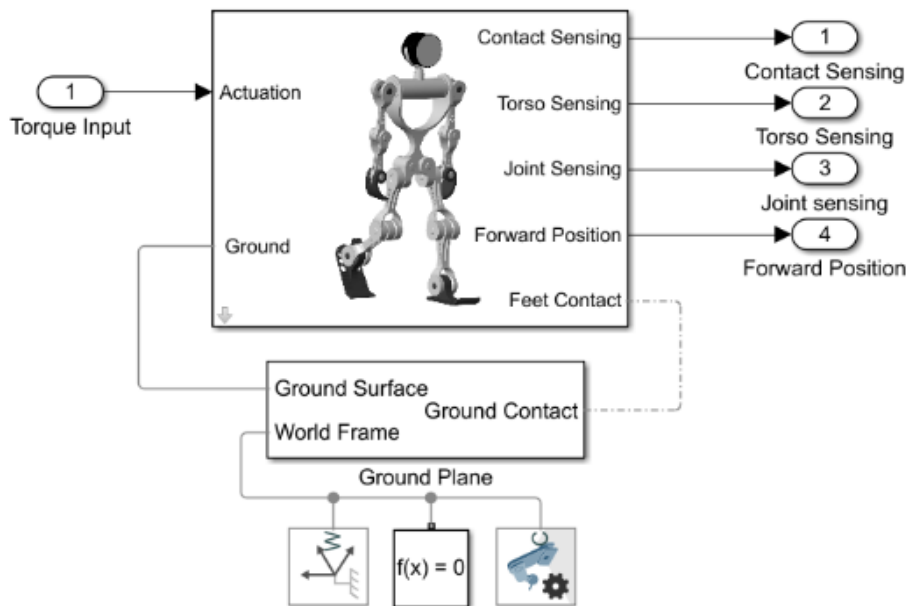 1
Torque Input
Actuation
Ground
Contact Sensing
Torso Sensing
Joint Sensing
Forward Position
Feet Contact
1
Contact Sensing
2
Torso Sensing
3
Joint sensing
4
Forward Position
Ground Surface
World Frame
Ground Contact
Ground Plane
f(x) = 0